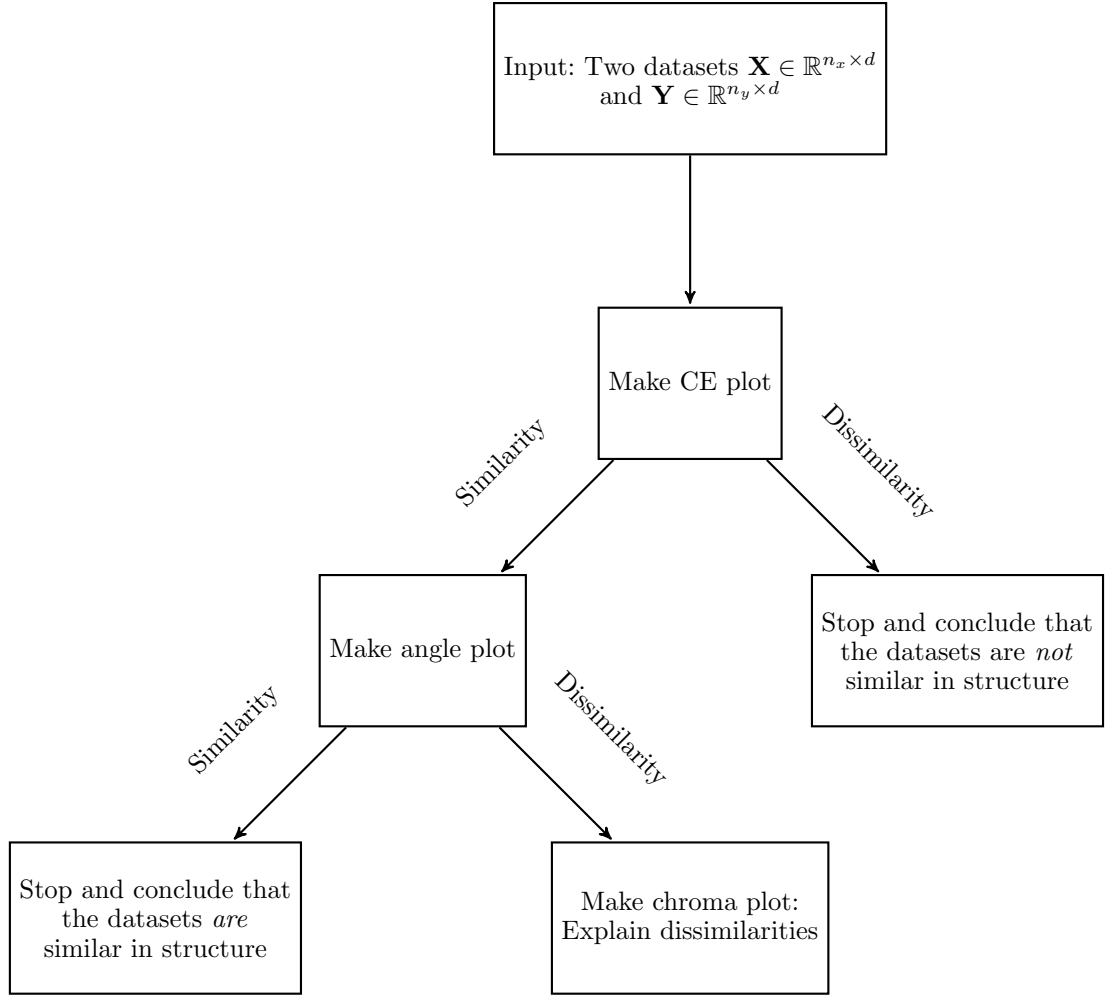 Input: Two datasets 𝐗 ∈ ℝ^{n_x×d}
and 𝐘 ∈ ℝ^{n_y×d}
Make CE plot
Similarity
Dissimilarity
Make angle plot
Stop and conclude that
the datasets are not
similar in structure
Similarity
Dissimilarity
Stop and conclude that
the datasets are
similar in structure
Make chroma plot:
Explain dissimilarities